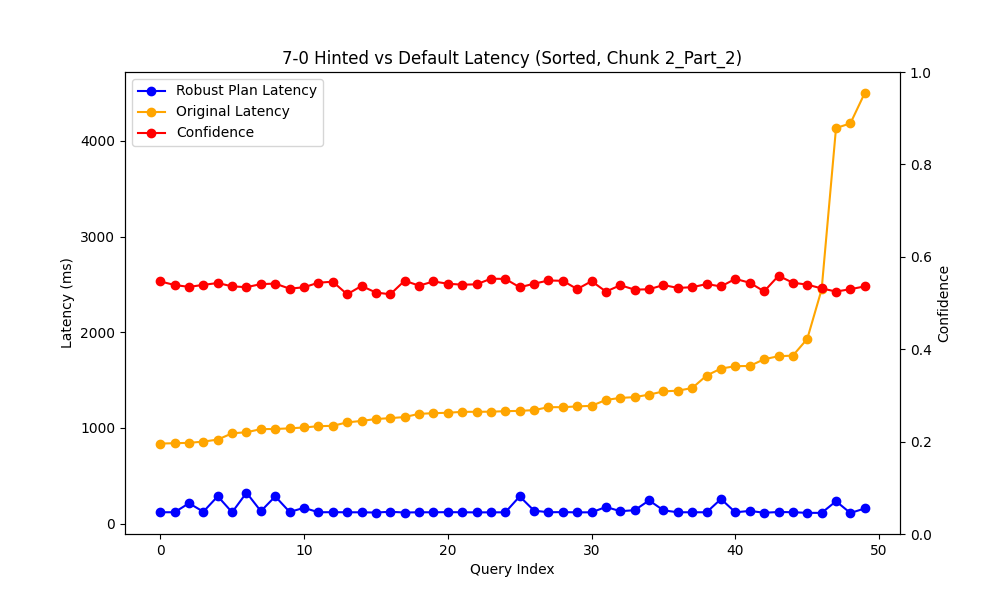 7-0 Hinted vs Default Latency (Sorted, Chunk 2_Part_2)
Robust Plan Latency
Original Latency
Confidence
Latency (ms)
4000
3000
2000
1000
0
1.0
0.8
0.6
0.4
0.2
0.0
Confidence
0 10 20 30 40 50
Query Index